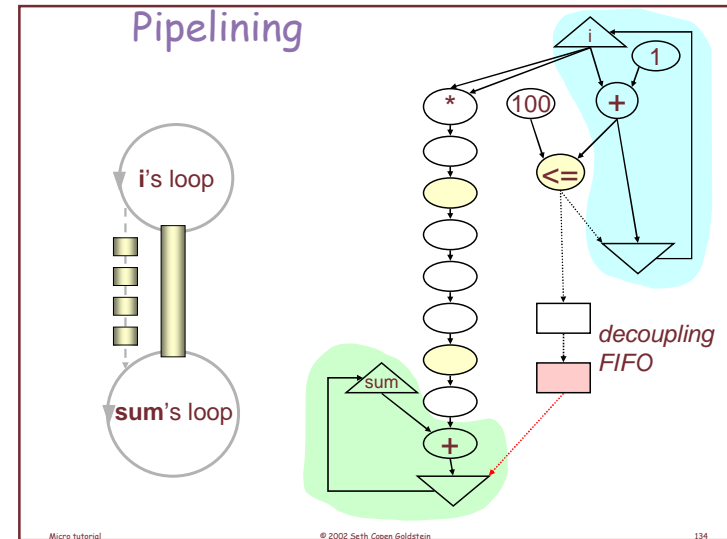 Pipelining
i
1
*
100
+
<=
i's loop
decoupling
FIFO
sum
sum's loop
+
Micro tutorial
© 2002 Seth Copen Goldstein
134